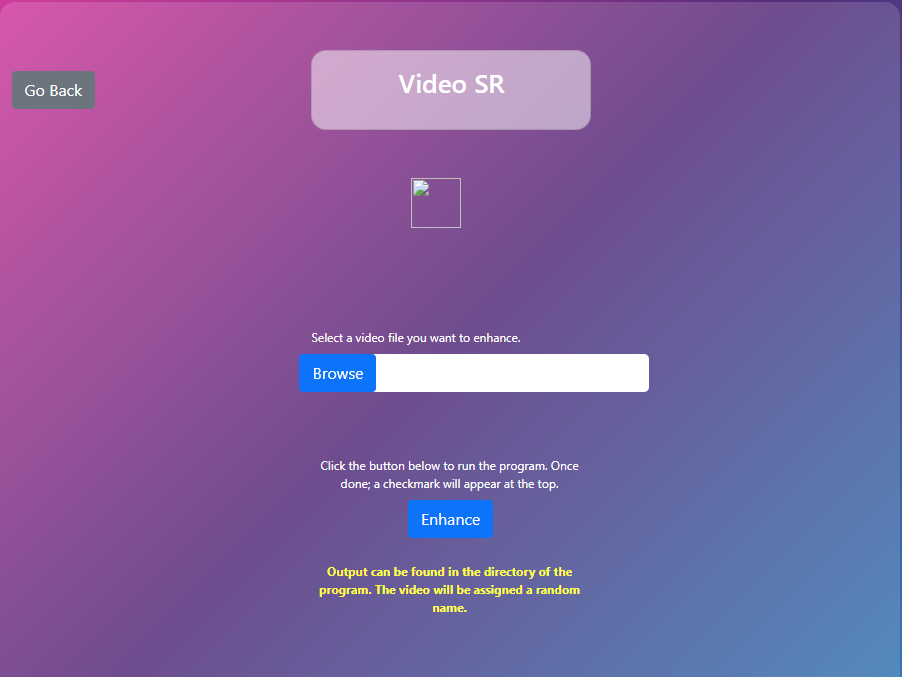 Video SR
Go Back
Select a video file you want to enhance.
Browse
Click the button below to run the program. Once
done; a checkmark will appear at the top.
Enhance
Output can be found in the directory of the
program. The video will be assigned a random
name.